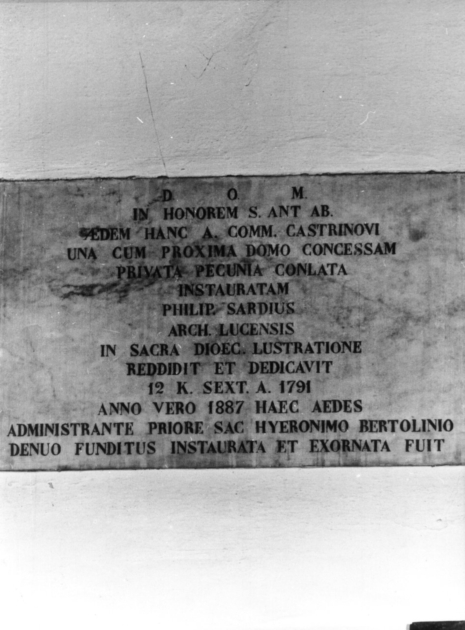 D O M.
IN HONOREM S. ANT AB.
ÆDEM HANC A. COMM. CASTRINOVI
UNA CUM PROXIMA DOMO CONCESSAM
PRIVATA PECUNIA CONLATA
INSTAURATAM
PHILIP. SARDIUS
ARCH. LUCENSIS
IN SACRA DIOEC. LUSTRATIONE
REDDIDIT ET DEDICAVIT
12 K. SEXT. A. 1791
ANNO VERO 1887 HAEC AEDES
ADMINISTRANTE PRIORE SAC HYERONIMO BERTOLINIO
DENUO FUNDITUS INSTAURATA ET EXORNATA FUIT